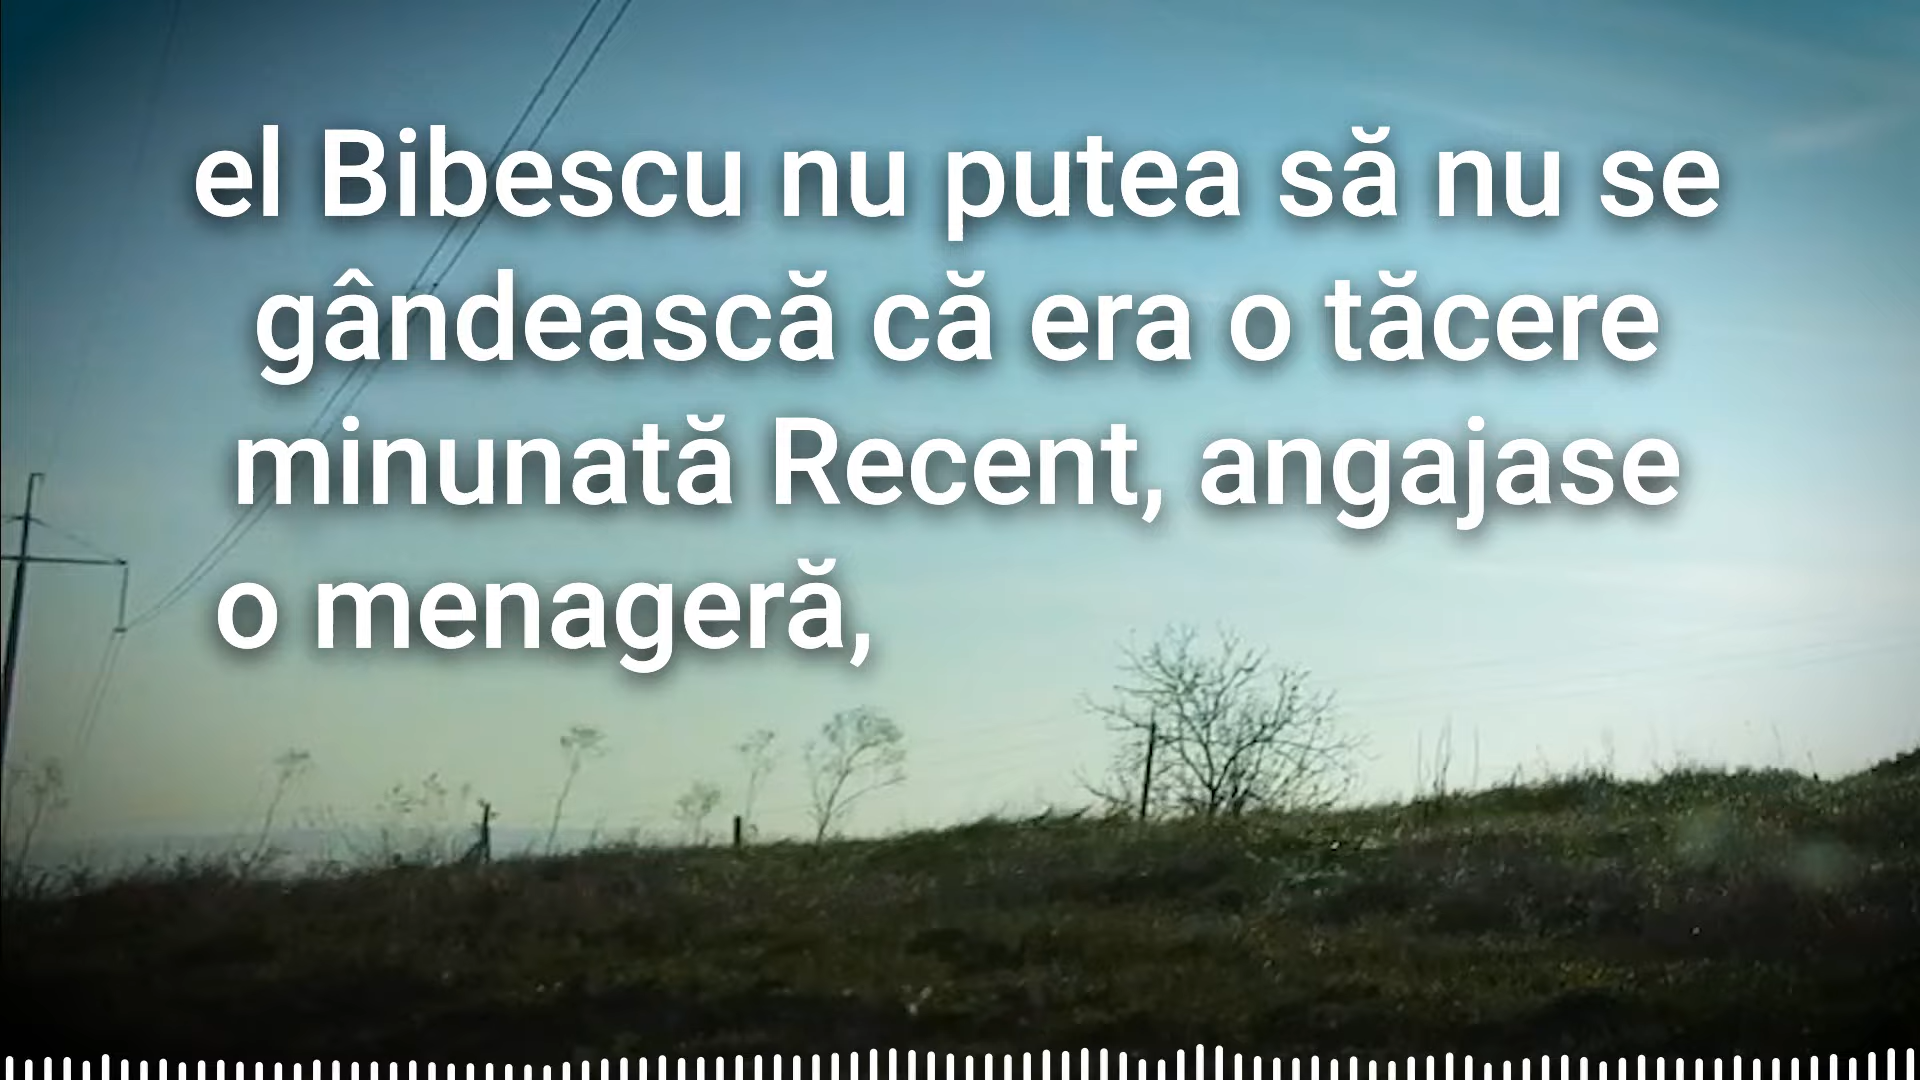 el Bibescu nu putea să nu se
gândească că era o tăcere
minunată Recent, angajase
o menageră,